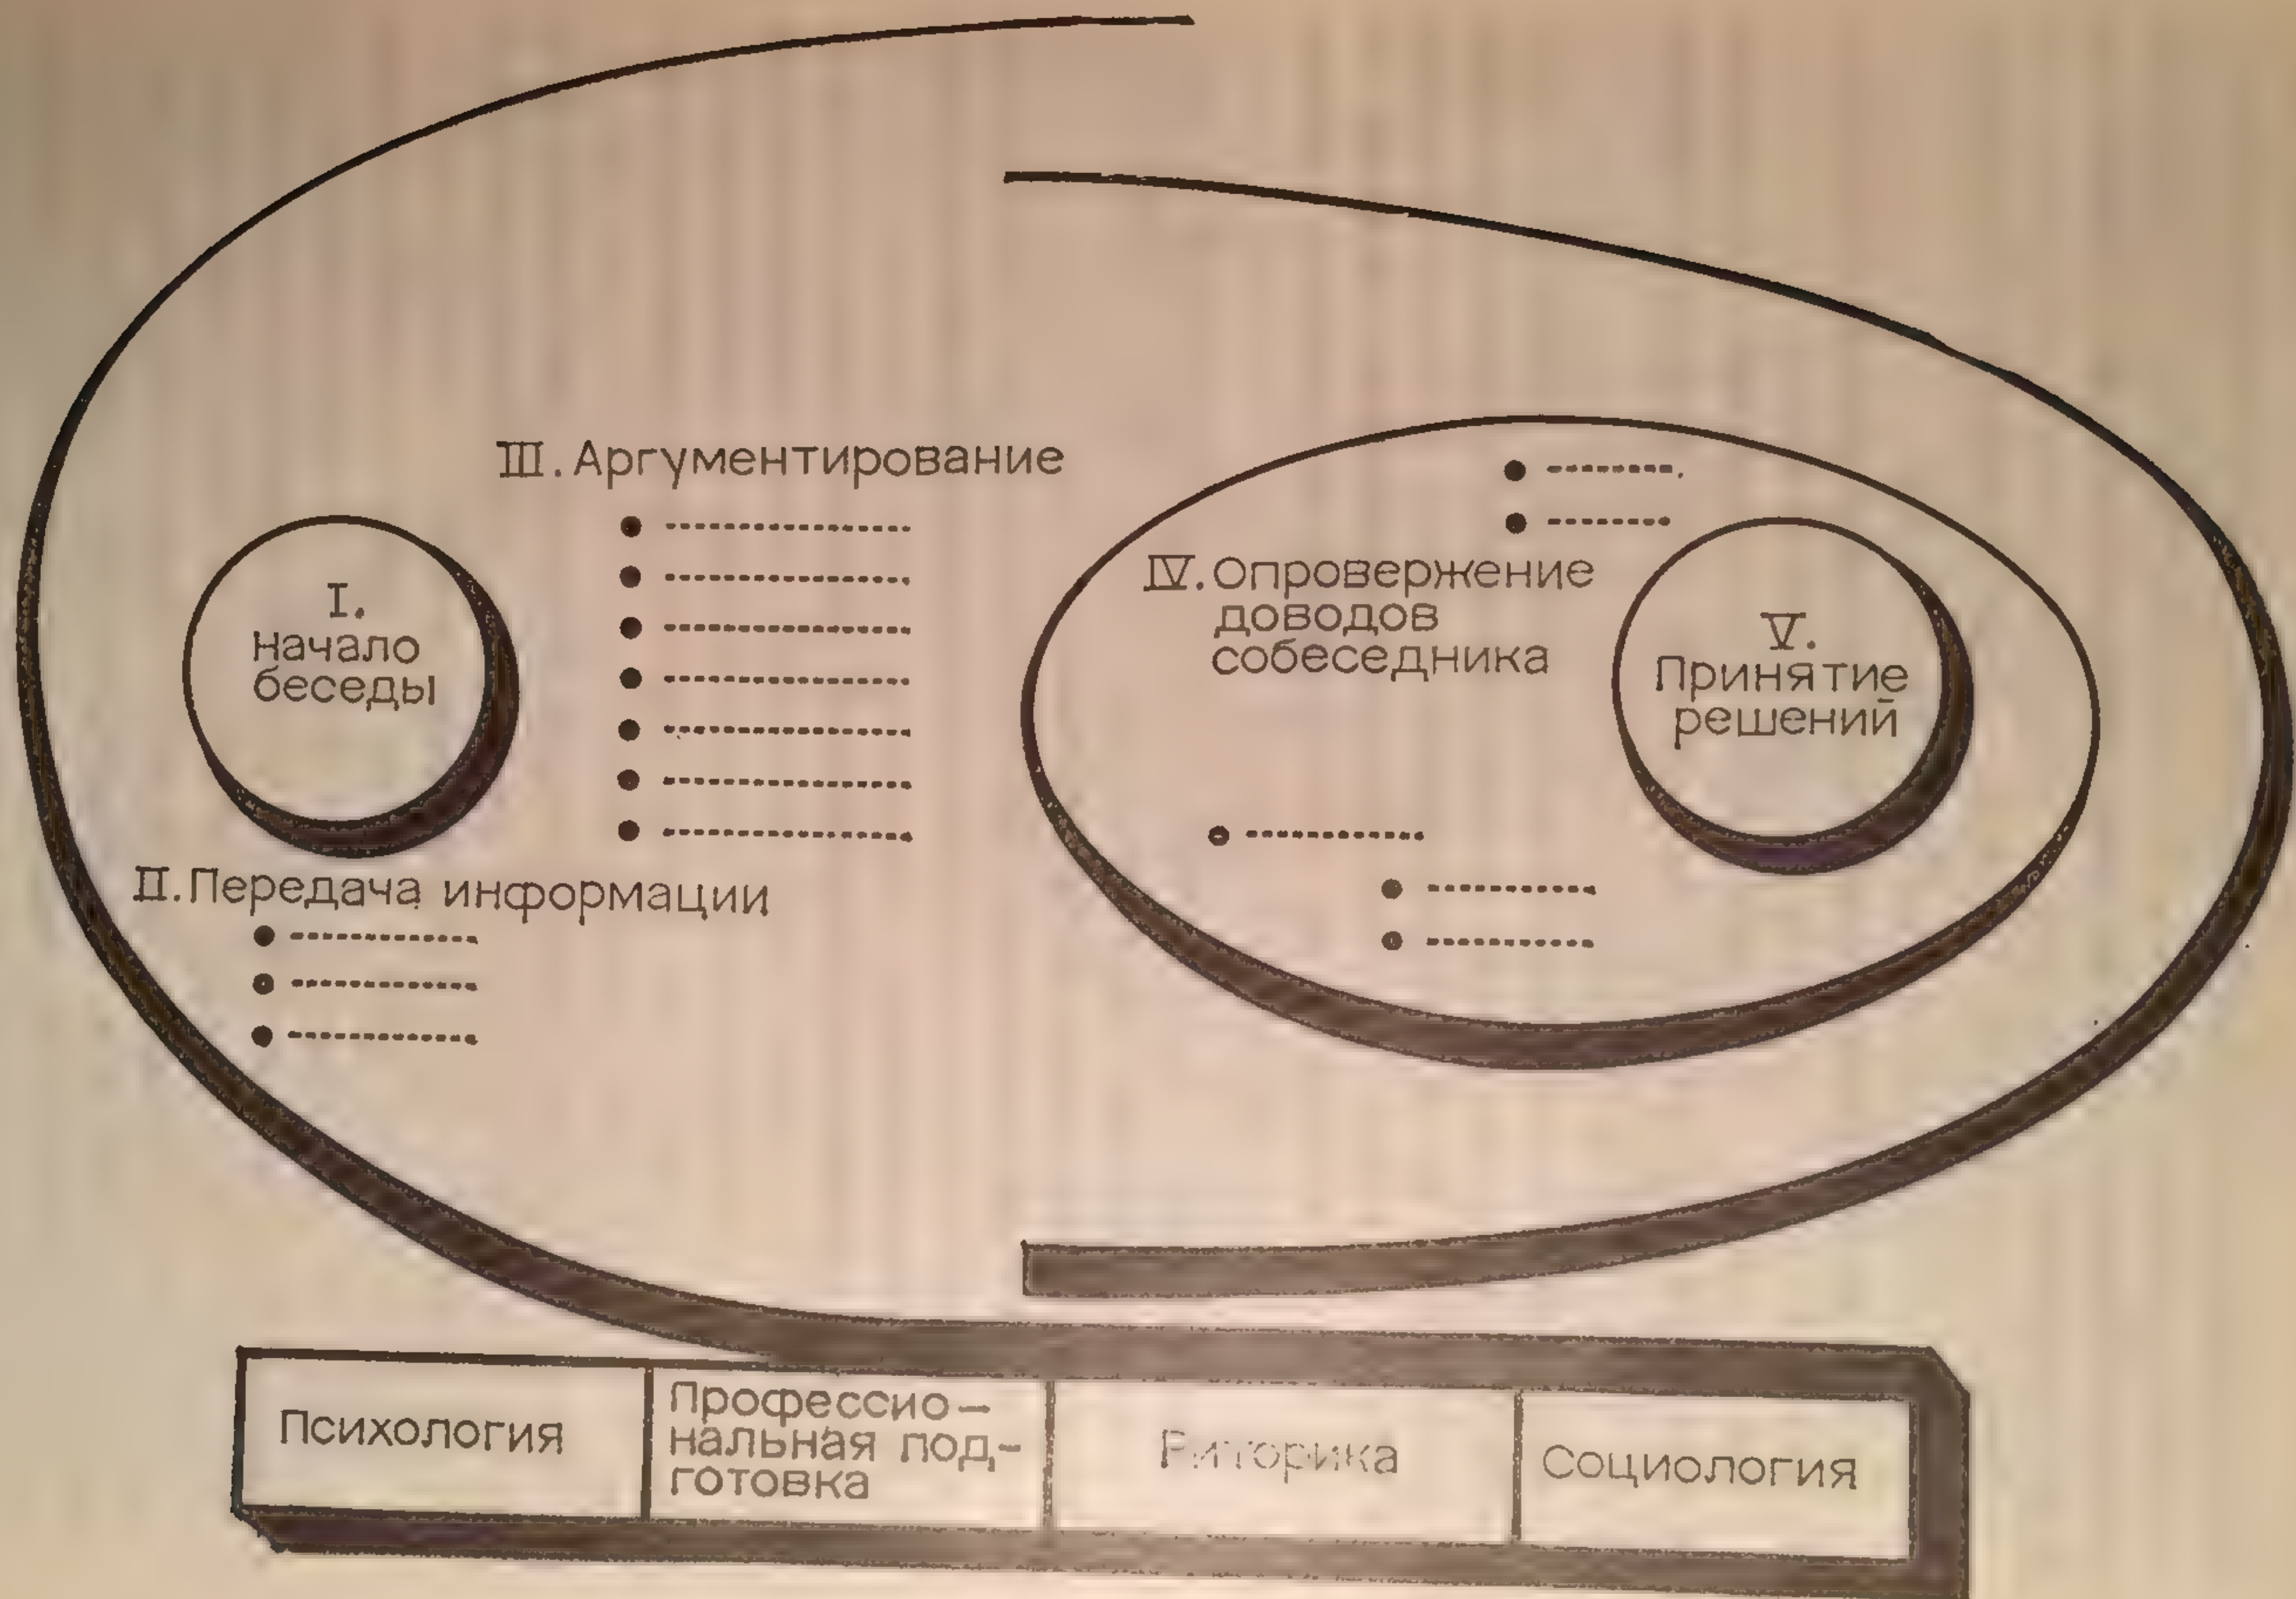 III. Аргументирование
I.
Начало
беседы
II. Передача информации
IV. Опровержение
доводов
собеседника
V.
Принятие
решений
Психология
Профессио-
нальная под-
готовка
Риторика
Социология